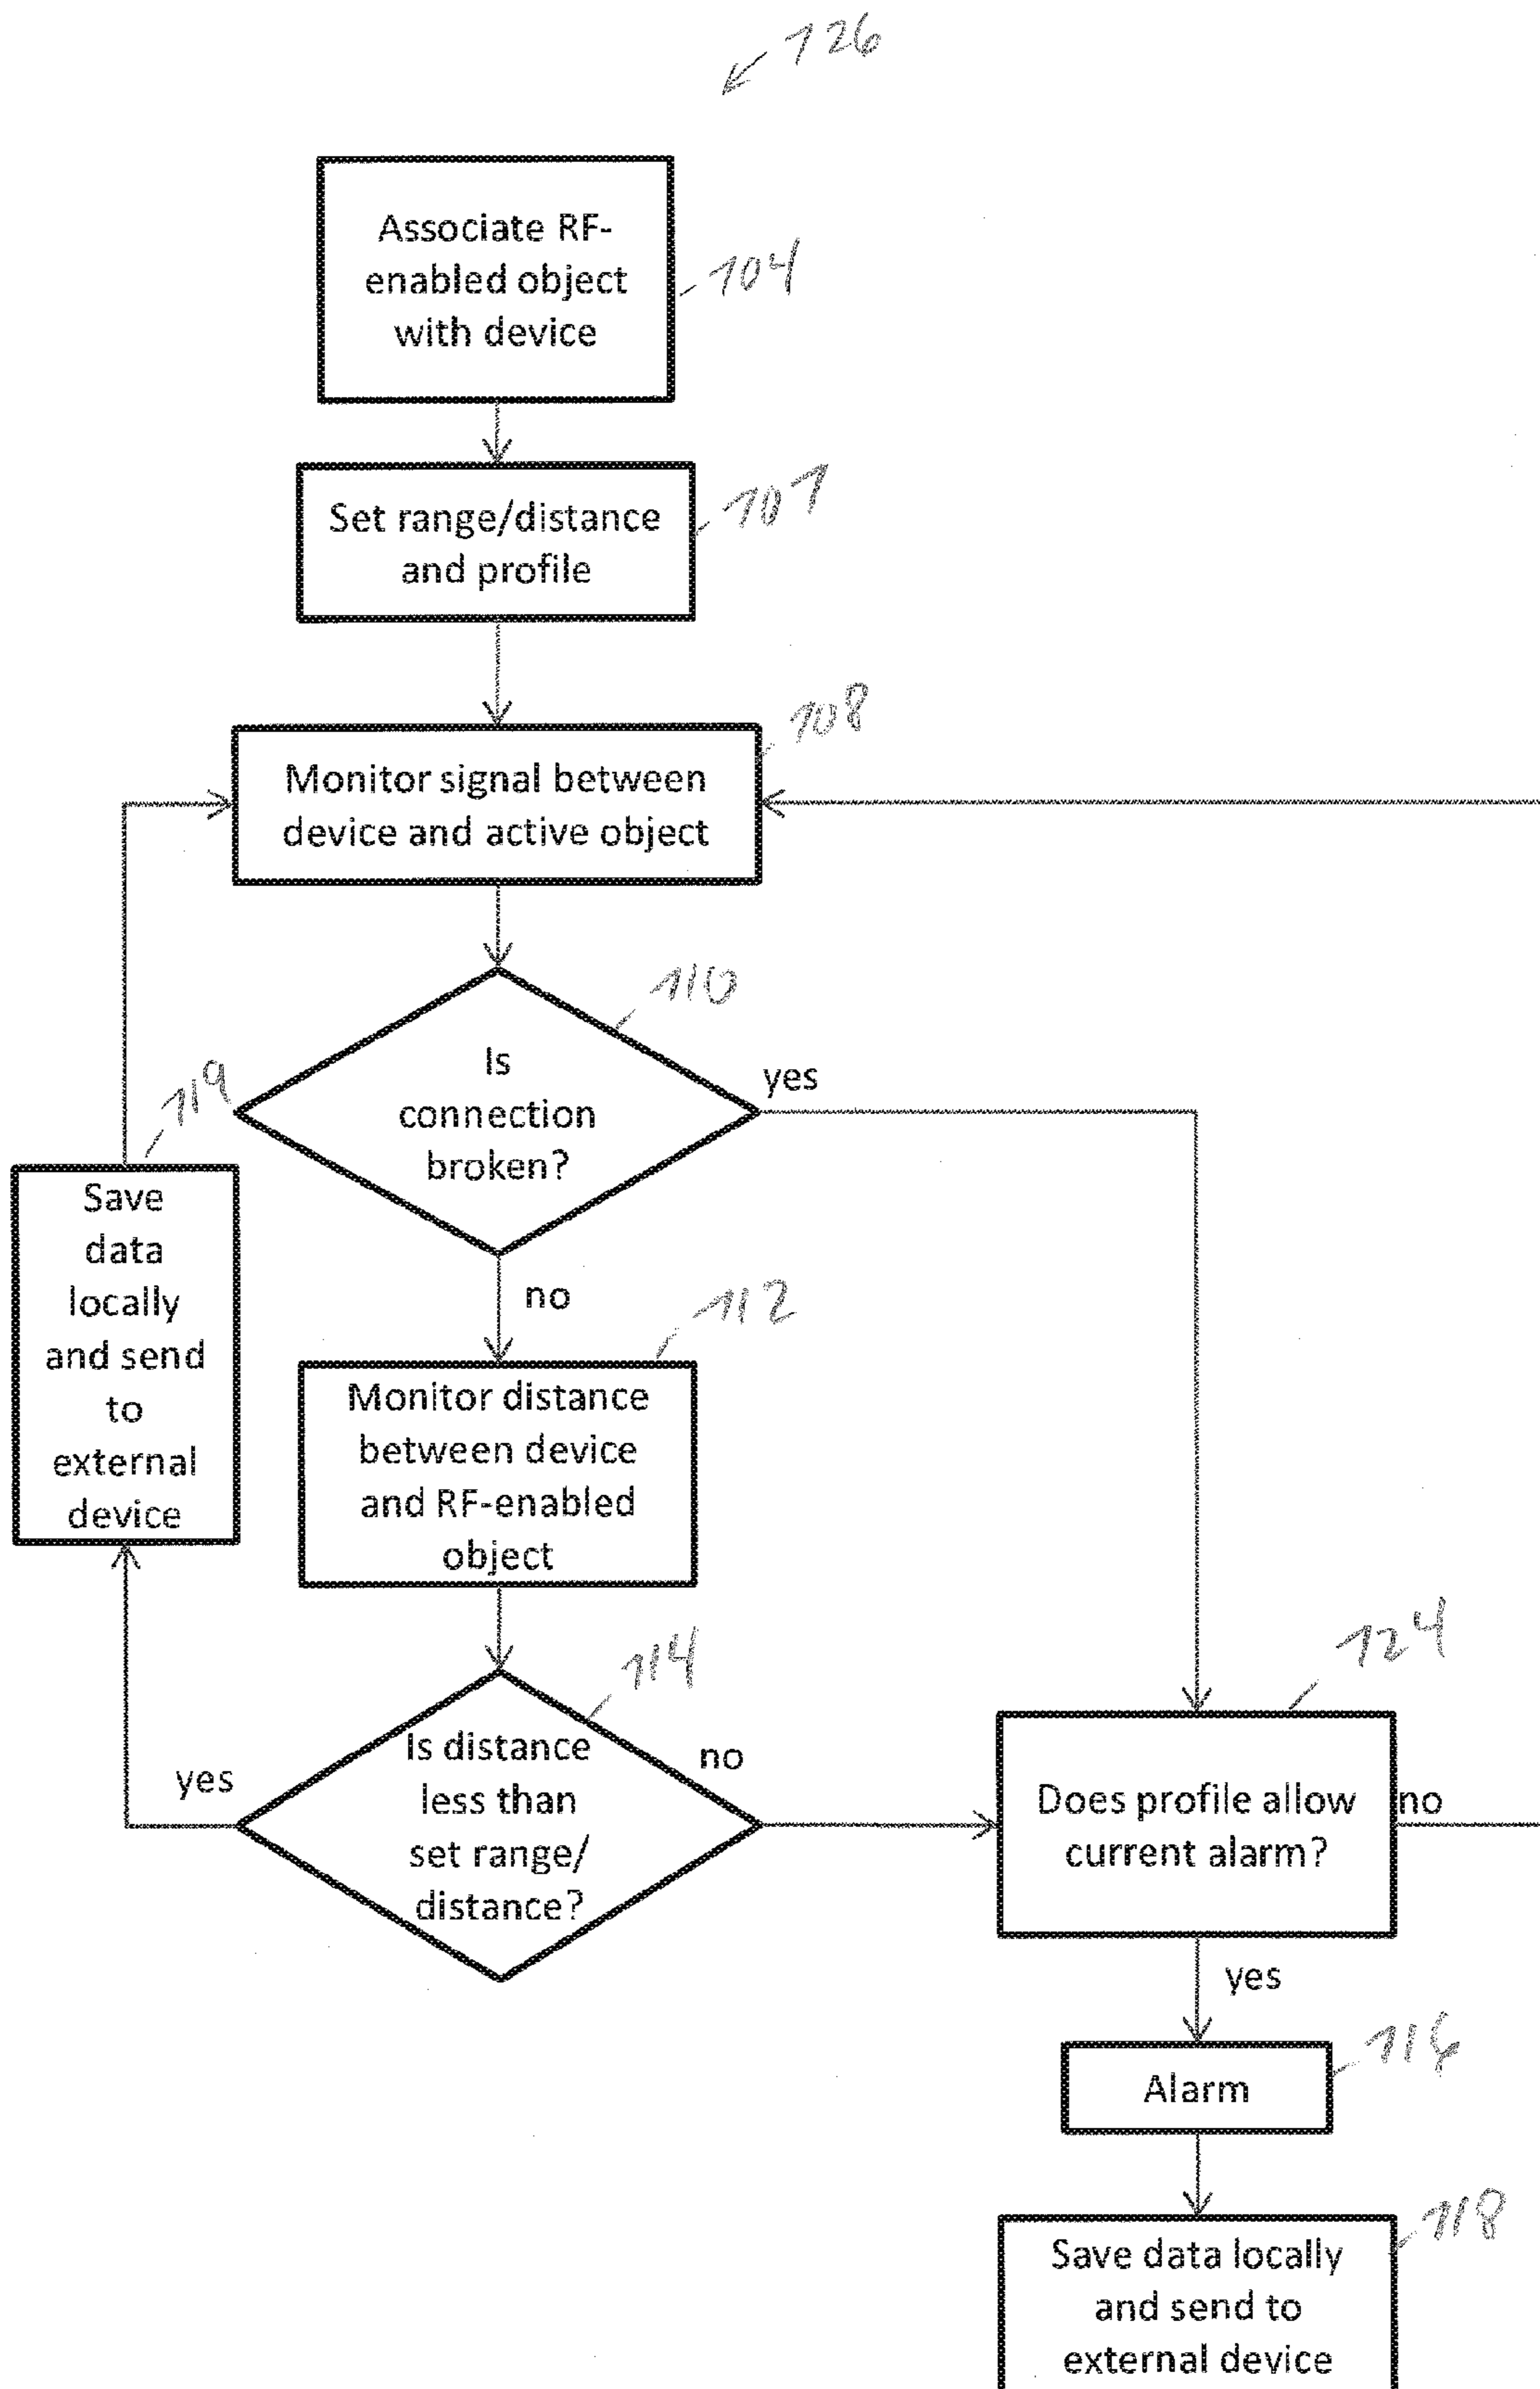 126
Associate RF-
enabled object
with device
104
Set range/distance
and profile
107
Monitor signal between
device and active object
108
Is
connection
broken?
110
yes
119
Save
data
locally
and send
to
external
device
no
112
Monitor distance
between device
and RF-enabled
object
114
Is distance
less than
set range/
distance?
yes
no
124
Does profile allow
current alarm?
no
yes
Alarm
116
Save data locally
and send to
external device
118